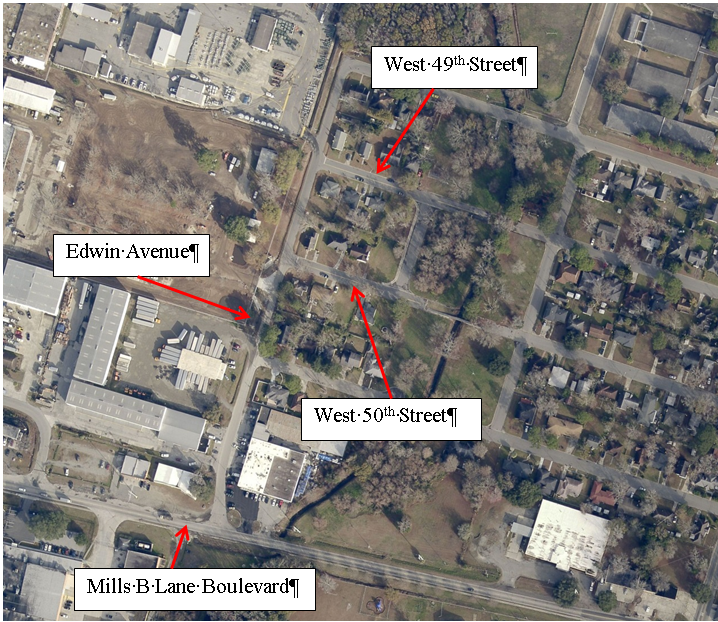 West·49th·Street¶
Edwin·Avenue¶
West·50th·Street¶
Mills·B·Lane·Boulevard¶